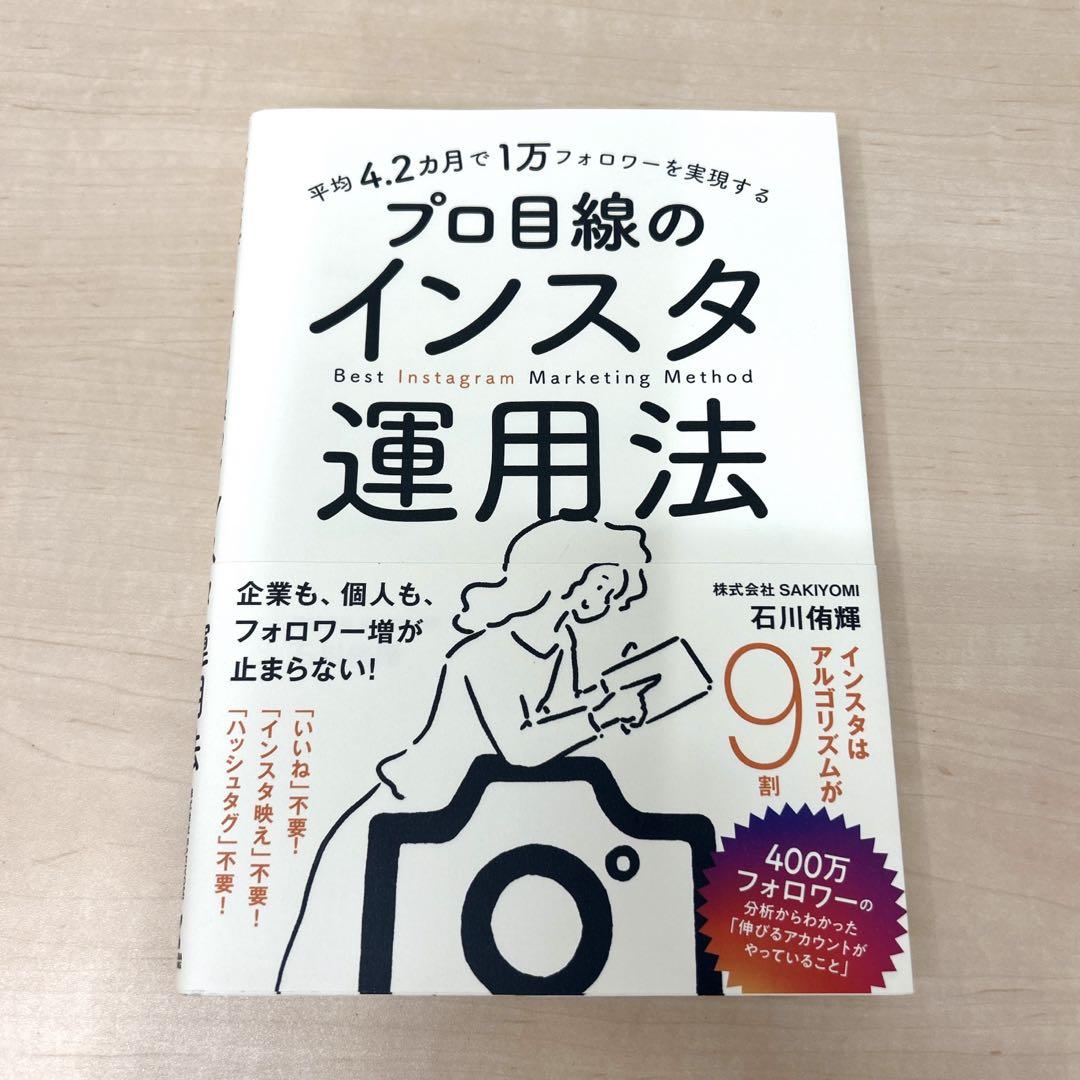 平均4.2カ月で1万フォロワーを実現する
プロ目線の
インスタ
Best Instagram Marketing Method
運用法
企業も、個人も、
フォロワー増が
止まらない!
「いいね」不要!
「インスタ映え」不要!
「ハッシュタグ」不要!
株式会社 SAKIYOMI
石川侑輝
インスタは
アルゴリズムが
9割
400万
フォロワーの
分析からわかった
「伸びるアカウントが
やっていること」